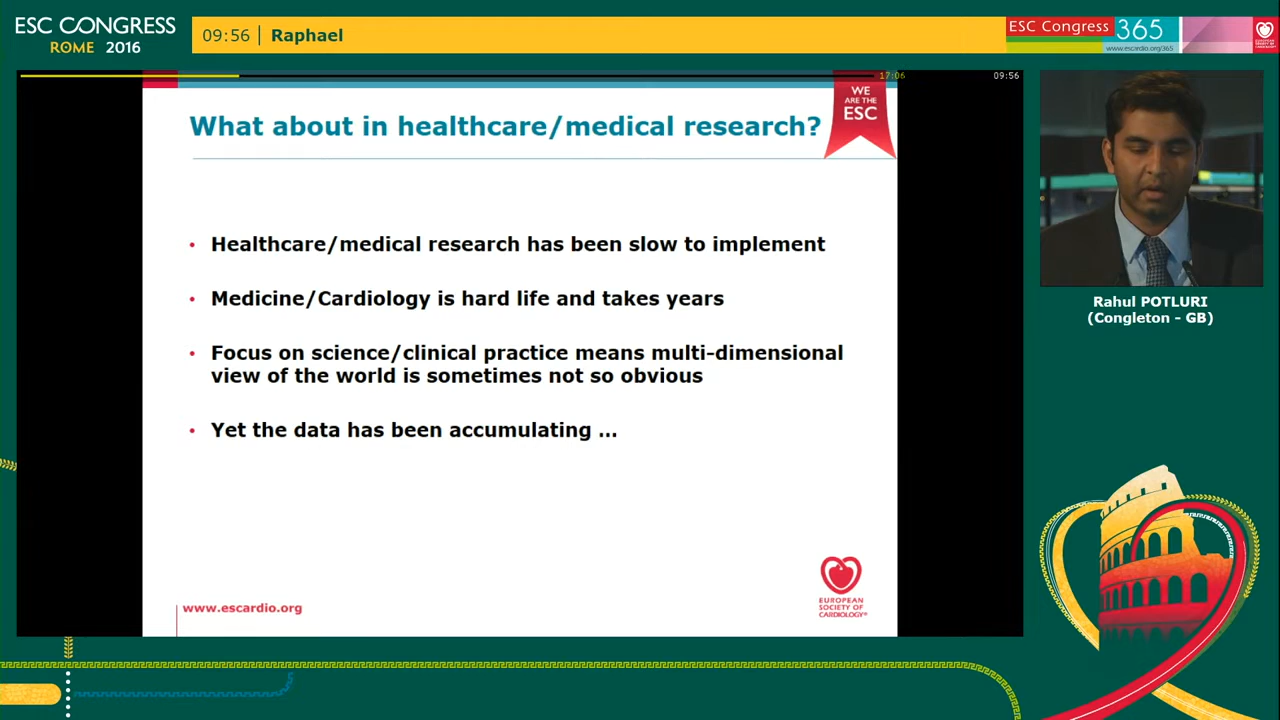 ESC CONGRESS
ROME 2016
09:56 | Raphael
ESC Congress 365
www.escardio.org/365
17:06
09:56
WE
ARE THE
ESC
What about in healthcare/medical research?
• Healthcare/medical research has been slow to implement
• Medicine/Cardiology is hard life and takes years
• Focus on science/clinical practice means multi-dimensional
view of the world is sometimes not so obvious
• Yet the data has been accumulating ...
www.escardio.org
EUROPEAN
SOCIETY OF
CARDIOLOGY®
Rahul POTLURI
(Congleton - GB)